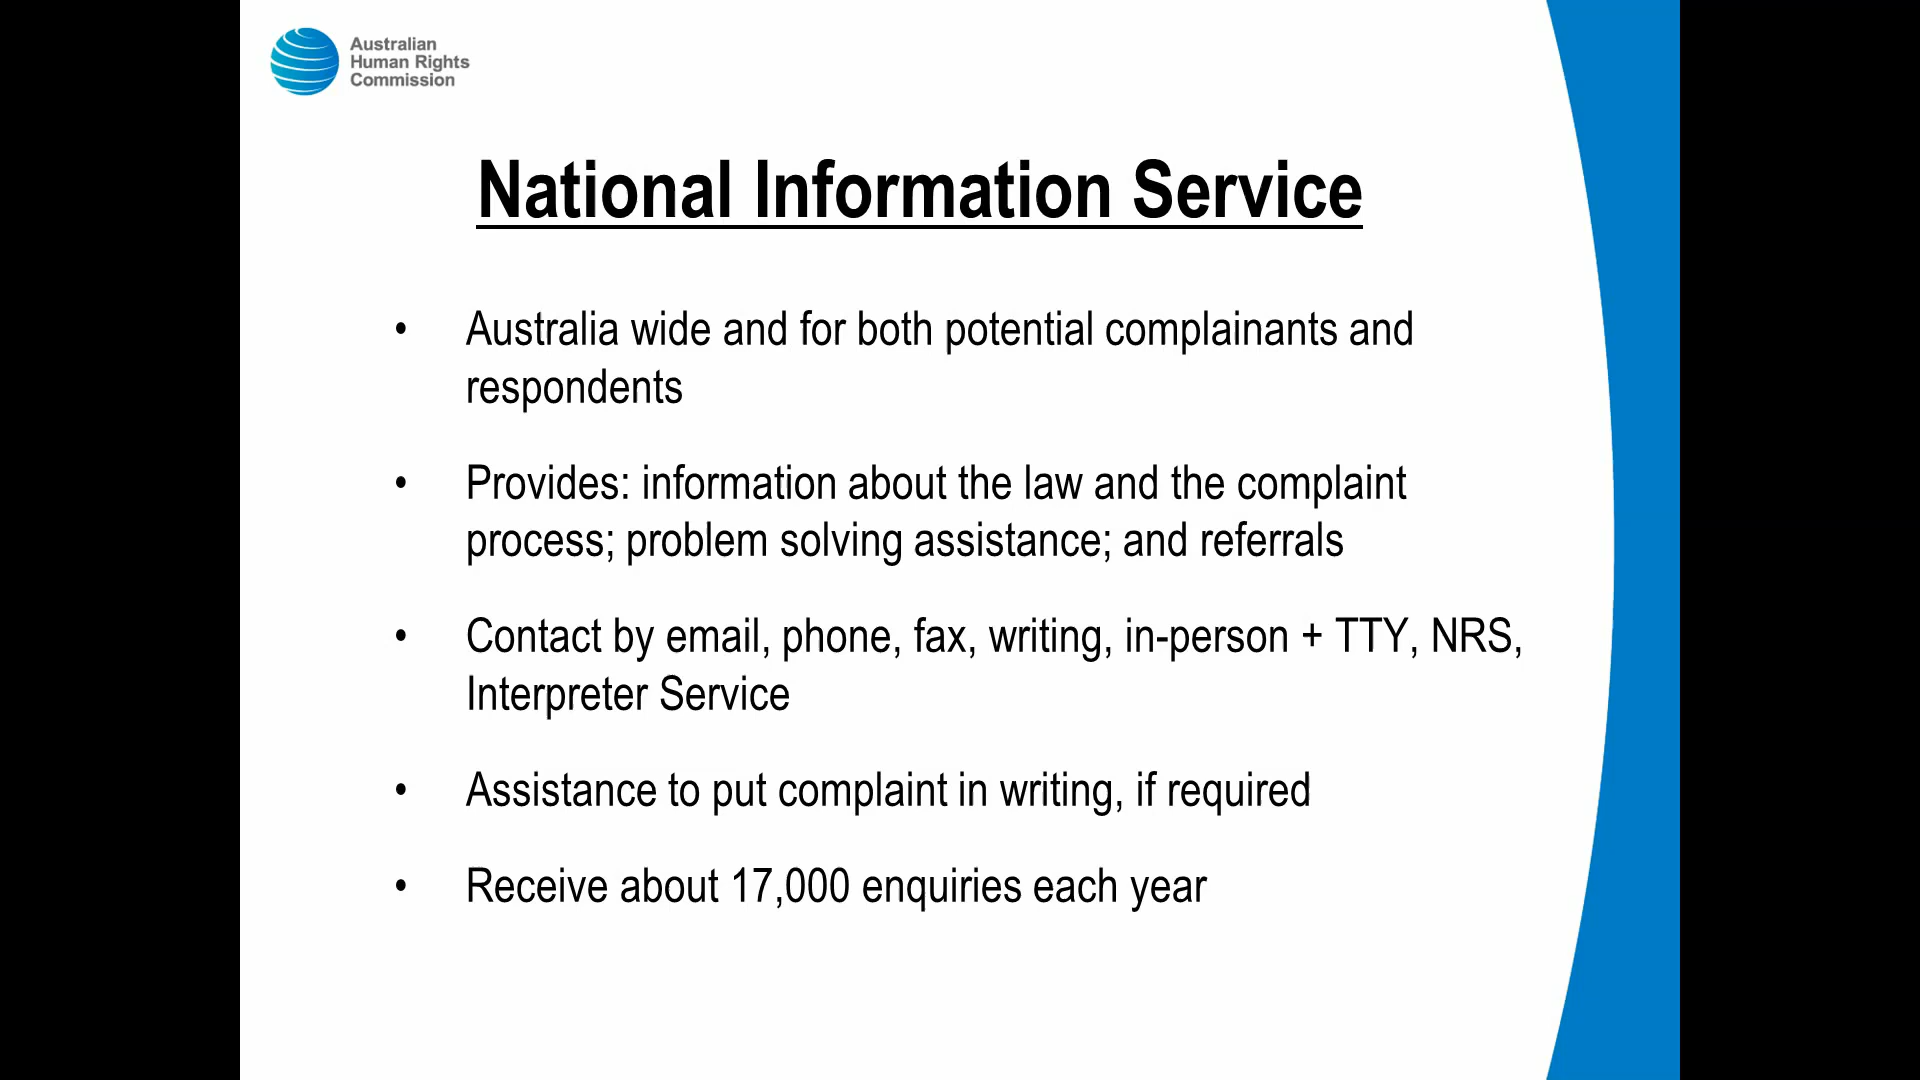 Australian
Human Rights
Commission
National Information Service
• Australia wide and for both potential complainants and
respondents
• Provides: information about the law and the complaint
process; problem solving assistance; and referrals
• Contact by email, phone, fax, writing, in-person + TTY, NRS,
Interpreter Service
• Assistance to put complaint in writing, if required
• Receive about 17,000 enquiries each year